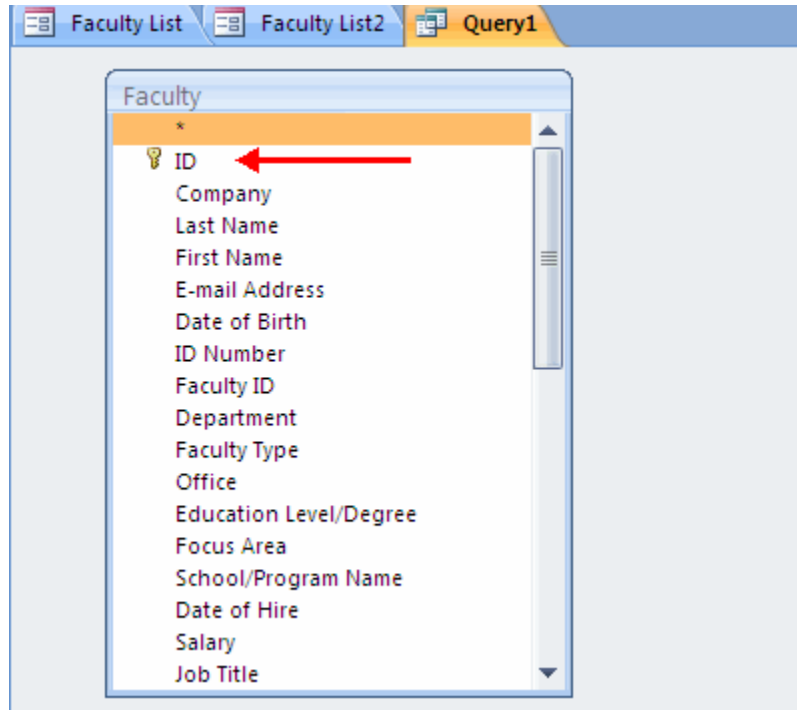 Faculty List Faculty List2 Query1
Faculty
*
ID
Company
Last Name
First Name
E-mail Address
Date of Birth
ID Number
Faculty ID
Department
Faculty Type
Office
Education Level/Degree
Focus Area
School/Program Name
Date of Hire
Salary
Job Title